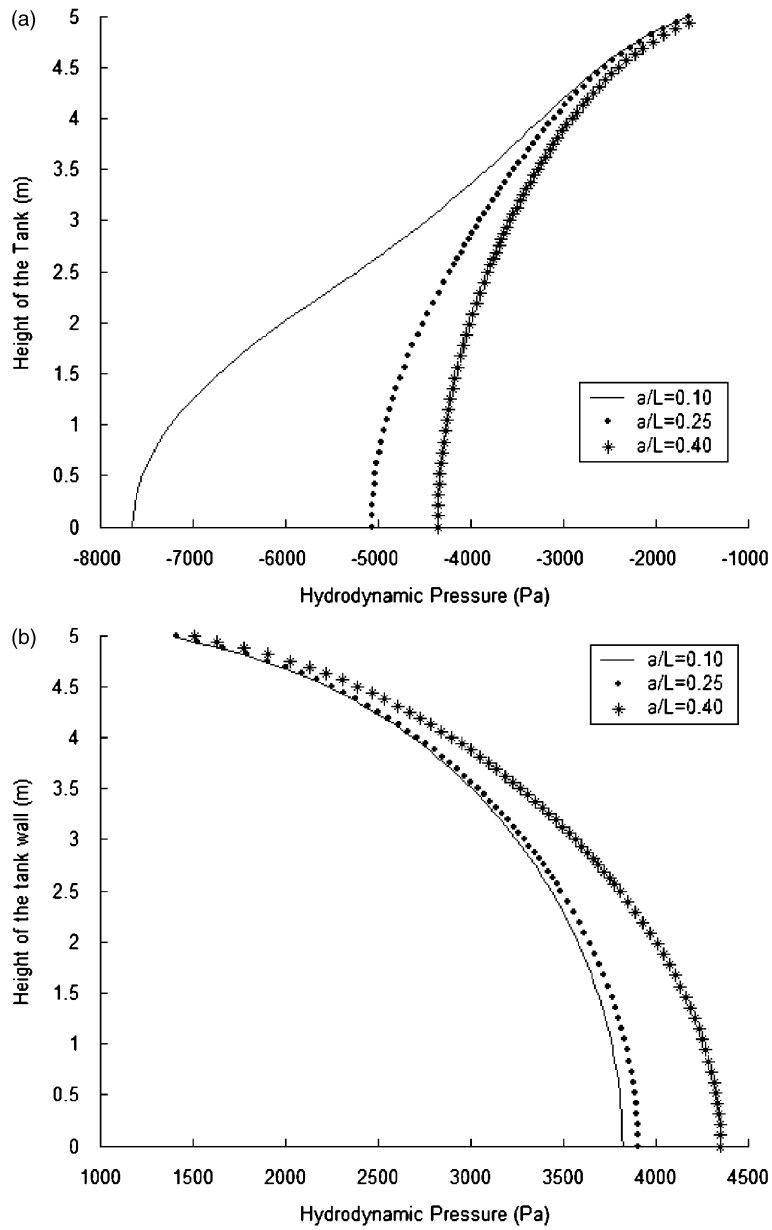 (a)
5
4.5
4
3.5
3
2.5
2
1.5
1
0.5
0
Height of the Tank (m)
a/L=0.10
a/L=0.25
a/L=0.40
-8000 -7000 -6000 -5000 -4000 -3000 -2000 -1000
Hydrodynamic Pressure (Pa)
(b)
5
4.5
4
3.5
3
2.5
2
1.5
1
0.5
0
Height of the tank wall (m)
a/L=0.10
a/L=0.25
a/L=0.40
1000 1500 2000 2500 3000 3500 4000 4500
Hydrodynamic Pressure (Pa)